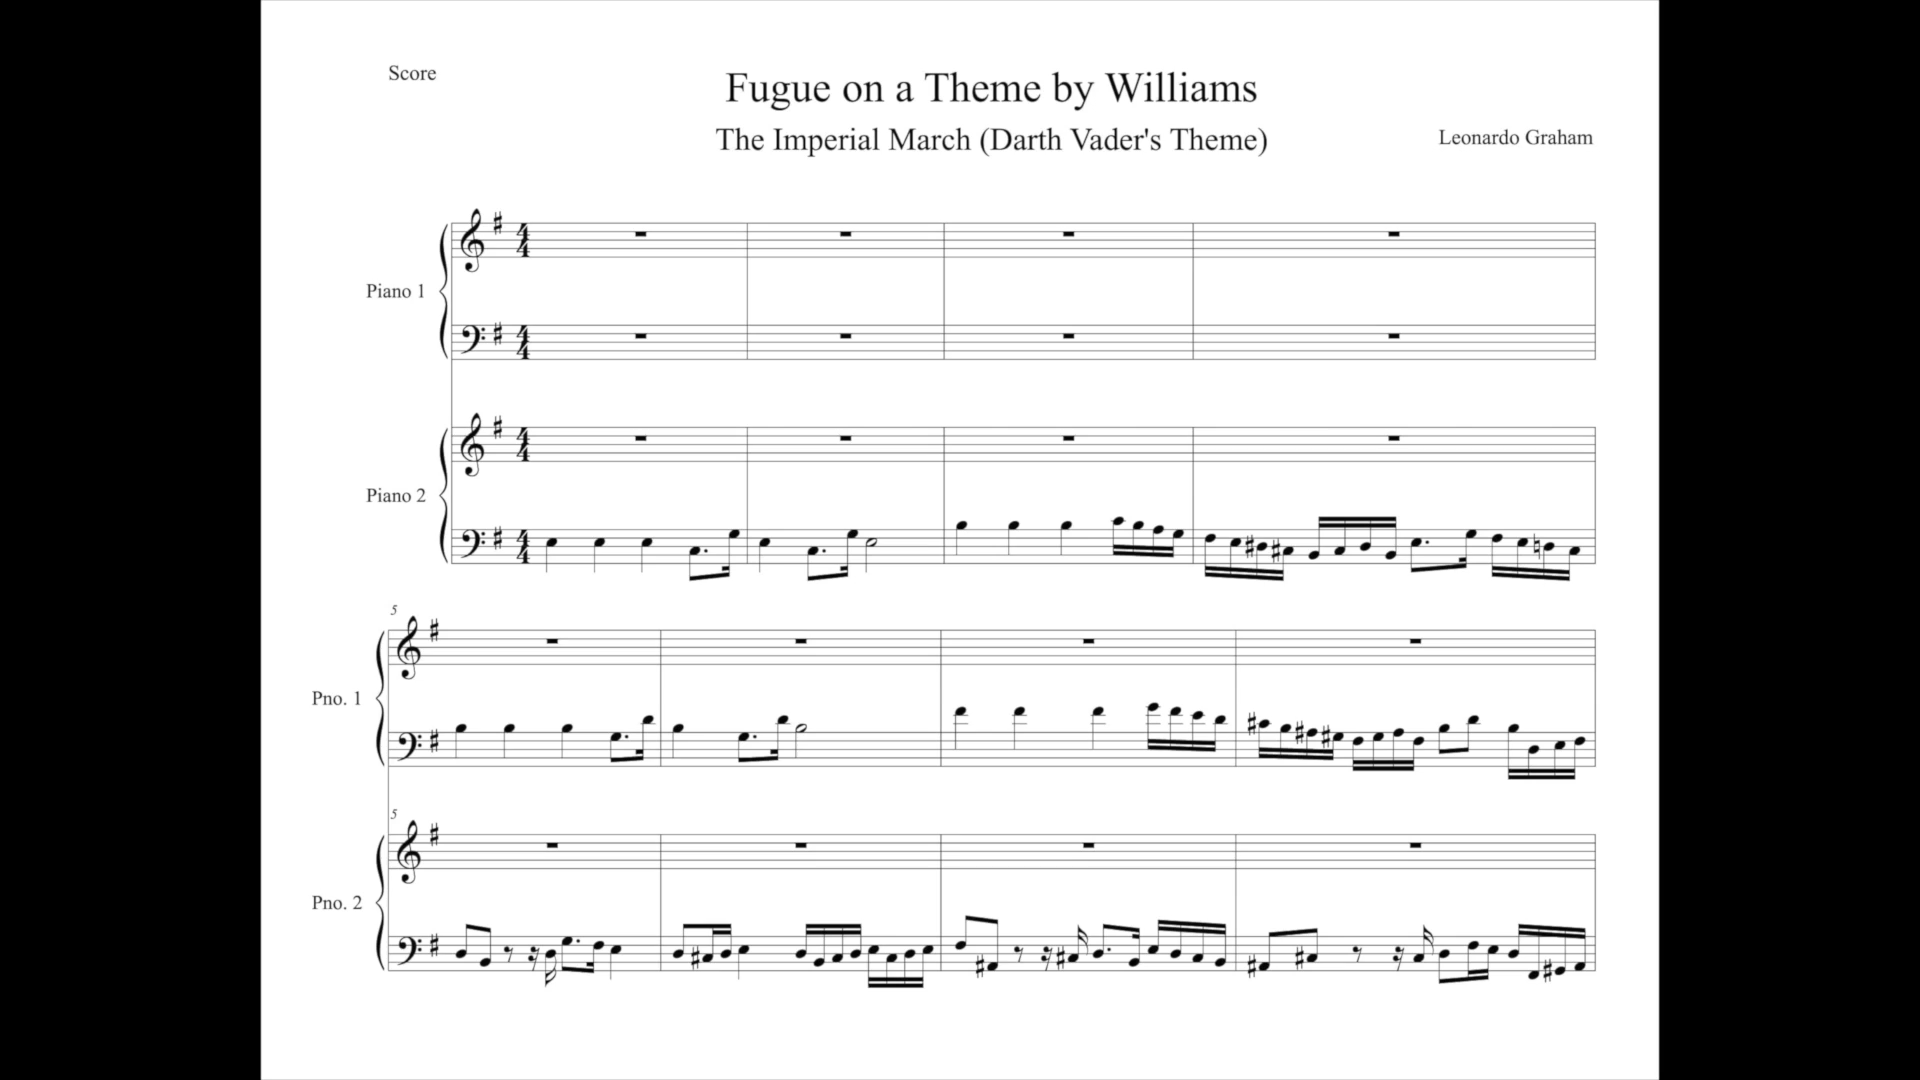 Score
Fugue on a Theme by Williams
The Imperial March (Darth Vader's Theme)
Leonardo Graham
Piano 1
Piano 2
5
Pno. 1
5
Pno. 2